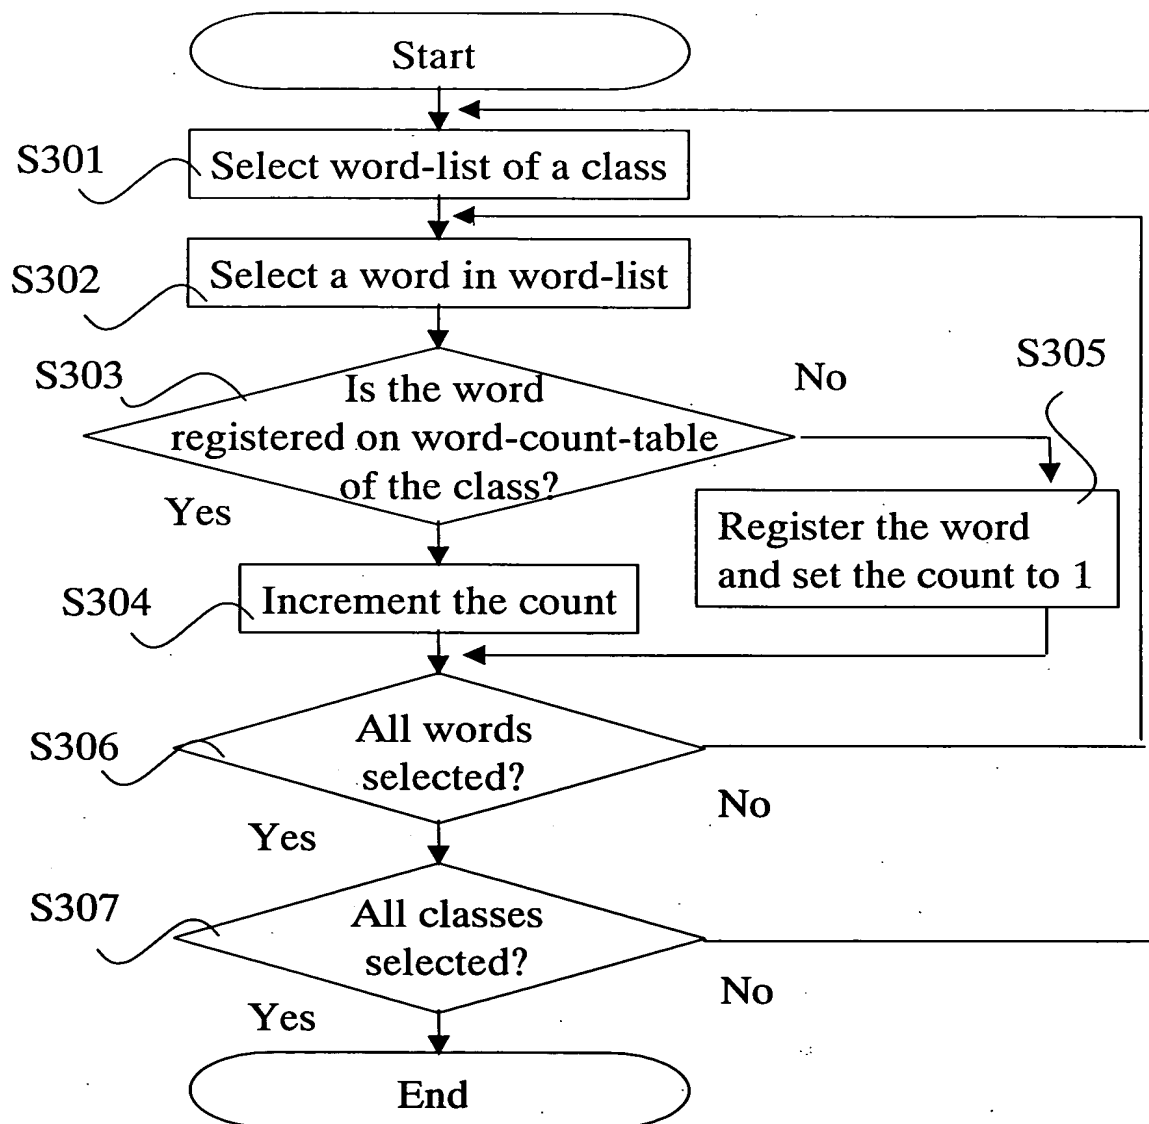 Start
S301
Select word-list of a class
S302
Select a word in word-list
S303
Is the word
registered on word-count-table
of the class?
No
S305
Yes
Register the word
and set the count to 1
S304
Increment the count
S306
All words
selected?
No
Yes
S307
All classes
selected?
No
Yes
End